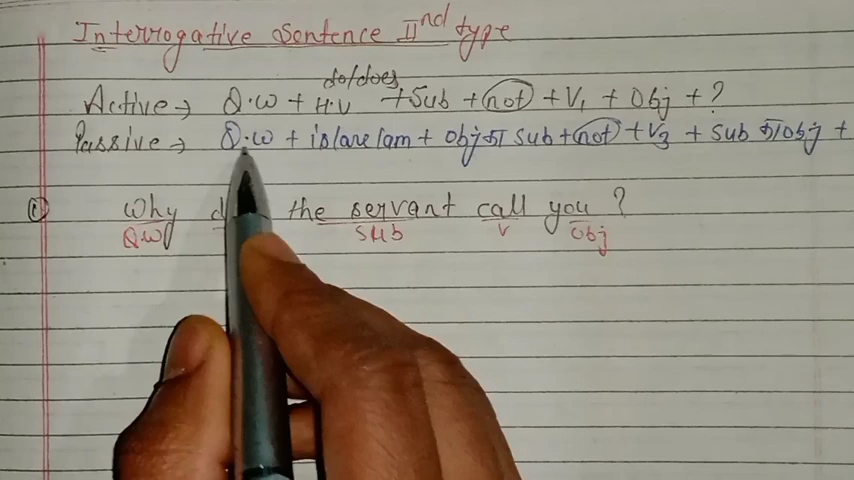 Interrogative Sentence IInd type
do/does
Active → Q.W + H.V + Sub + not + V1 + Obj + ?
Passive → Q.W + is/are/am + Obj का Sub + not + V3 + Sub का Obj +
1 Why the servant call you ?
Q.W Sub V Obj